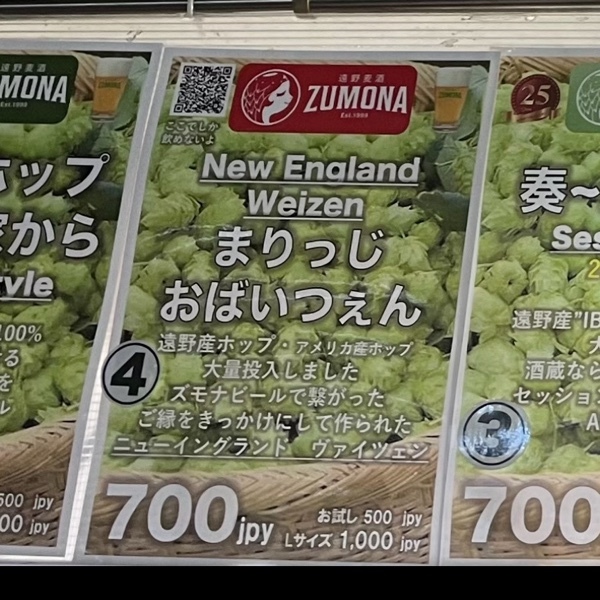 遠野麦酒
ZUMONA
Est.1999
ホップ
から
tyle
100%
する
を
ル
500 jpy
00 jpy
ここでしか
飲めないよ
遠野麦酒
ZUMONA
Est.1999
New England
Weizen
まりっじ
おばいつぇん
遠野産ホップ・アメリカ産ホップ
大量投入しました
ズモナビールで繋がった
ご縁をきっかけにして作られた
ニューイングランド ヴァイツェン
4
700jpy
お試し 500 jpy
Lサイズ 1,000 jpy
25
奏~
Ses
2
遠野産"IB
大
酒蔵なら
セッション
A
3
700